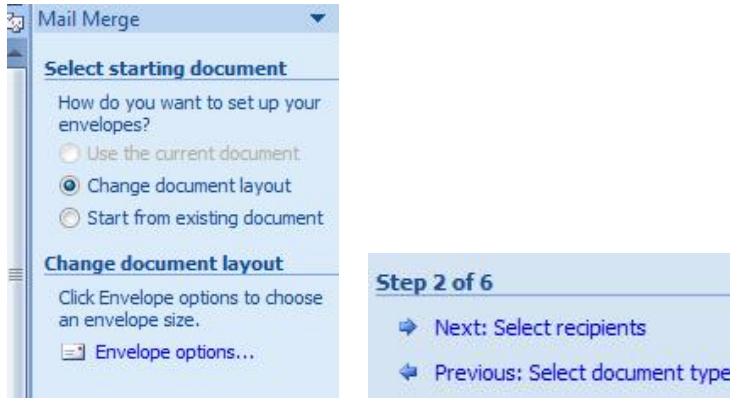 Mail Merge
Select starting document
How do you want to set up your
envelopes?
Use the current document
Change document layout
Start from existing document
Change document layout
Click Envelope options to choose
an envelope size.
Envelope options...
Step 2 of 6
Next: Select recipients
Previous: Select document type